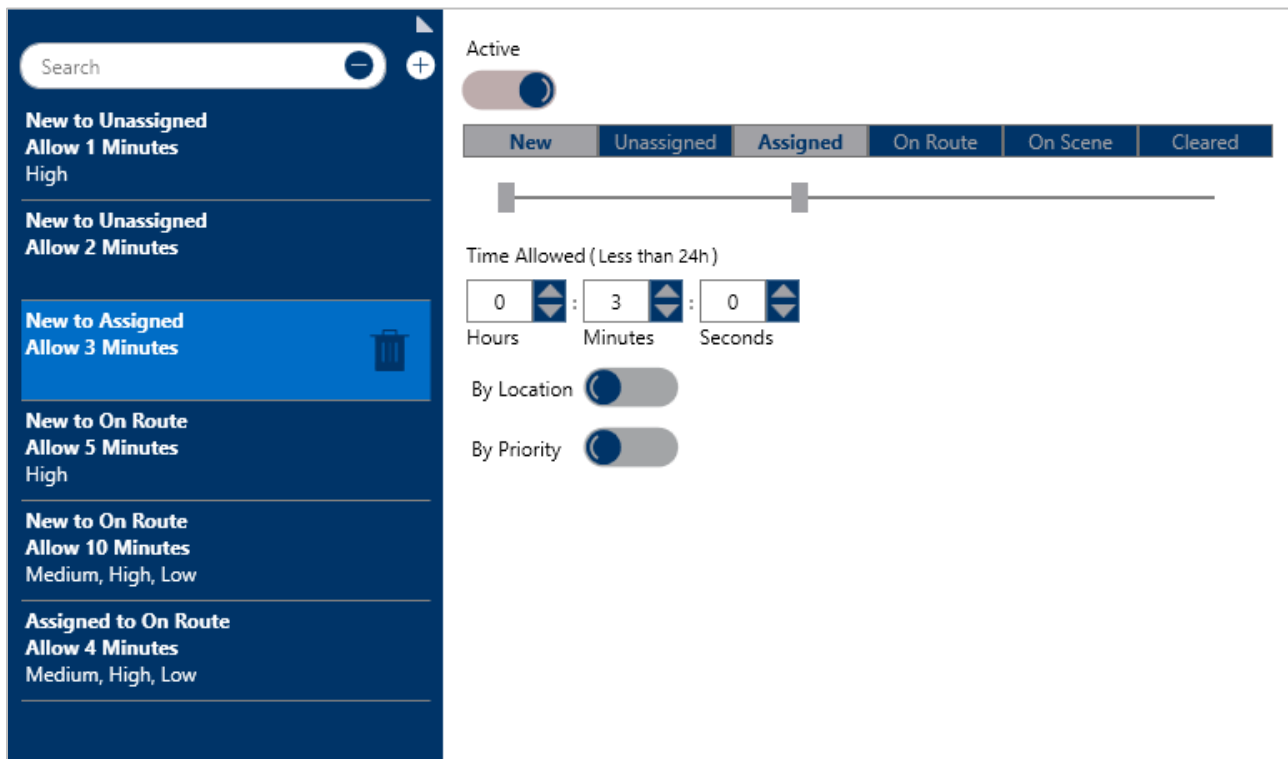 Search
New to Unassigned
Allow 1 Minutes
High
New to Unassigned
Allow 2 Minutes
New to Assigned
Allow 3 Minutes
New to On Route
Allow 5 Minutes
High
New to On Route
Allow 10 Minutes
Medium, High, Low
Assigned to On Route
Allow 4 Minutes
Medium, High, Low
Active
New Unassigned Assigned On Route On Scene Cleared
Time Allowed (Less than 24h)
0 : 3 : 0
Hours Minutes Seconds
By Location
By Priority